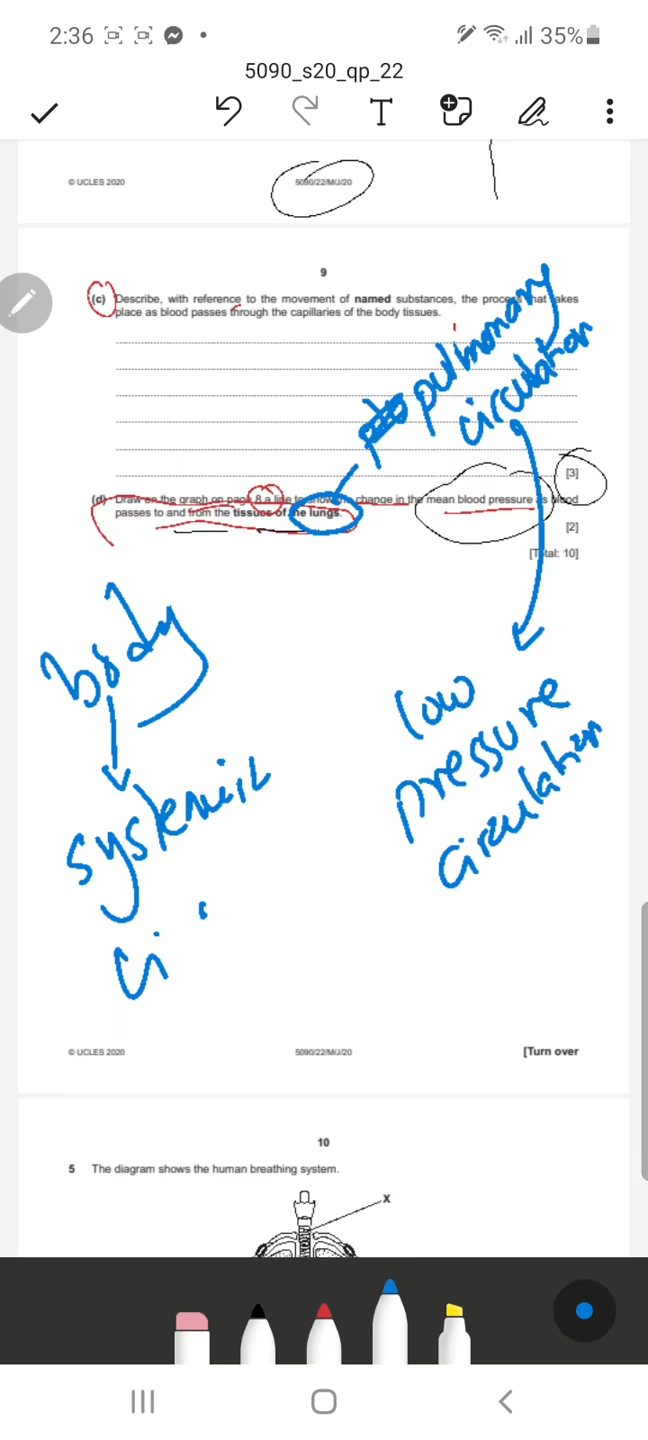 2:36 35%
5090_s20_qp_22
T
© UCLES 2020 5090/22/M/J/20
9
(c) Describe, with reference to the movement of named substances, the process that takes
place as blood passes through the capillaries of the body tissues.
pulmonary
circulation
[3]
(d) Draw on the graph on page 8 a line to show the change in the mean blood pressure as blood
passes to and from the tissues of the lungs.
[2]
[Total: 10]
body
low
pressure
circulation
systemic
ci
© UCLES 2020 5090/22/M/J/20 [Turn over
10
5 The diagram shows the human breathing system.
X